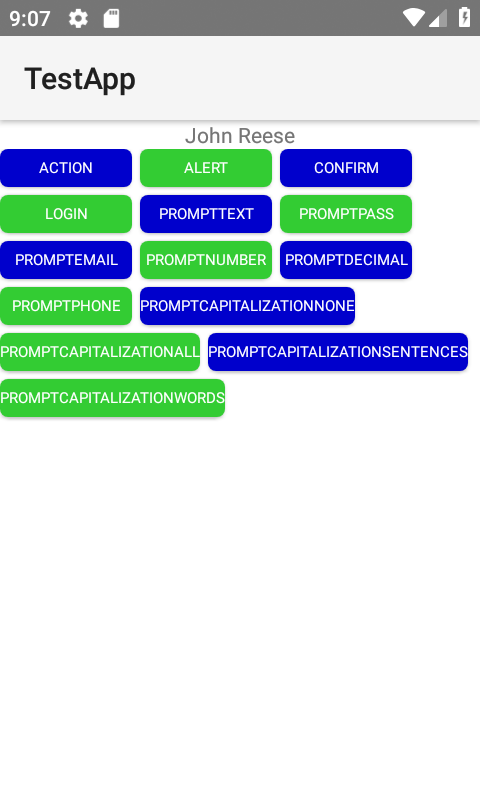 9:07
TestApp
John Reese
ACTION ALERT CONFIRM
LOGIN PROMPTTEXT PROMPTPASS
PROMPTEMAIL PROMPTNUMBER PROMPTDECIMAL
PROMPTPHONE PROMPTCAPITALIZATIONNONE
PROMPTCAPITALIZATIONALL PROMPTCAPITALIZATIONSENTENCES
PROMPTCAPITALIZATIONWORDS